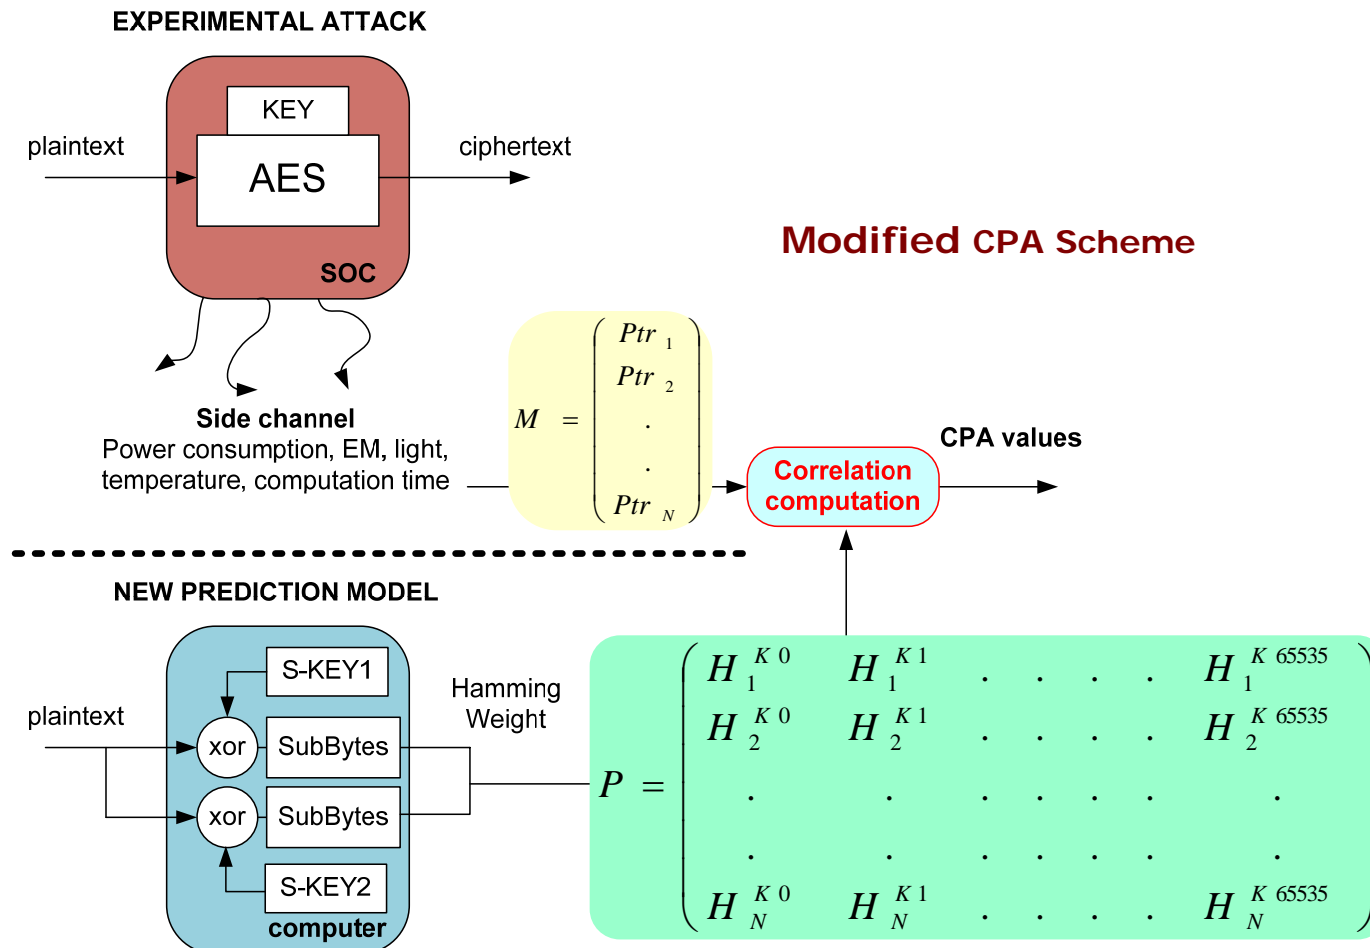 EXPERIMENTAL ATTACK
KEY
plaintext
ciphertext
AES
SOC
Modified CPA Scheme
Side channel
Power consumption, EM, light,
temperature, computation time
M = ( Ptr 1
Ptr 2
.
.
Ptr N )
Correlation
computation
CPA values
NEW PREDICTION MODEL
S-KEY1
plaintext
xor
SubBytes
Hamming
Weight
xor
SubBytes
S-KEY2
computer
P = ( H 1 K 0 H 1 K 1 . . . . H 1 K 65535
H 2 K 0 H 2 K 1 . . . . H 2 K 65535
. . . . . . .
. . . . . . .
H N K 0 H N K 1 . . . . H N K 65535 )